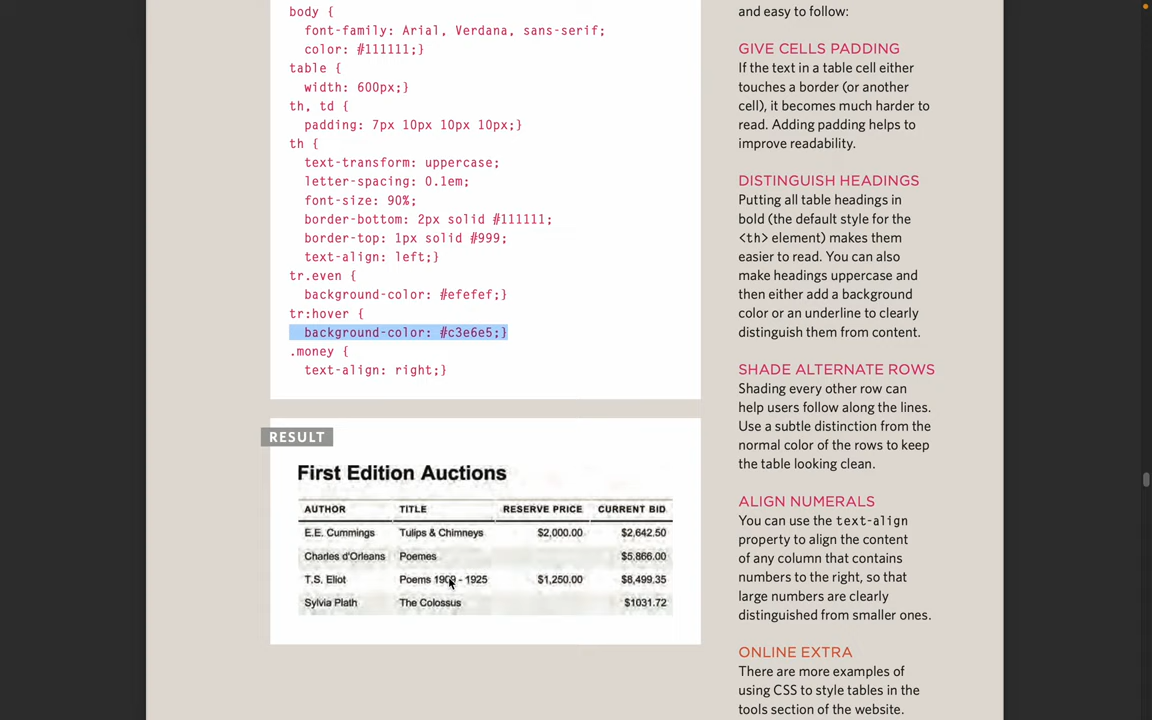 body {
font-family: Arial, Verdana, sans-serif;
color: #111111;}
table {
width: 600px;}
th, td {
padding: 7px 10px 10px 10px;}
th {
text-transform: uppercase;
letter-spacing: 0.1em;
font-size: 90%;
border-bottom: 2px solid #111111;
border-top: 1px solid #999;
text-align: left;}
tr.even {
background-color: #efefef;}
tr:hover {
background-color: #c3e6e5;}
.money {
text-align: right;}
RESULT
First Edition Auctions
AUTHOR TITLE RESERVE PRICE CURRENT BID
E.E. Cummings Tulips & Chimneys $2,000.00 $2,642.50
Charles d'Orleans Poemes $5,866.00
T.S. Eliot Poems 1909 - 1925 $1,250.00 $8,499.35
Sylvia Plath The Colossus $1031.72
and easy to follow:
GIVE CELLS PADDING
If the text in a table cell either
touches a border (or another
cell), it becomes much harder to
read. Adding padding helps to
improve readability.
DISTINGUISH HEADINGS
Putting all table headings in
bold (the default style for the
<th> element) makes them
easier to read. You can also
make headings uppercase and
then either add a background
color or an underline to clearly
distinguish them from content.
SHADE ALTERNATE ROWS
Shading every other row can
help users follow along the lines.
Use a subtle distinction from the
normal color of the rows to keep
the table looking clean.
ALIGN NUMERALS
You can use the text-align
property to align the content
of any column that contains
numbers to the right, so that
large numbers are clearly
distinguished from smaller ones.
ONLINE EXTRA
There are more examples of
using CSS to style tables in the
tools section of the website.